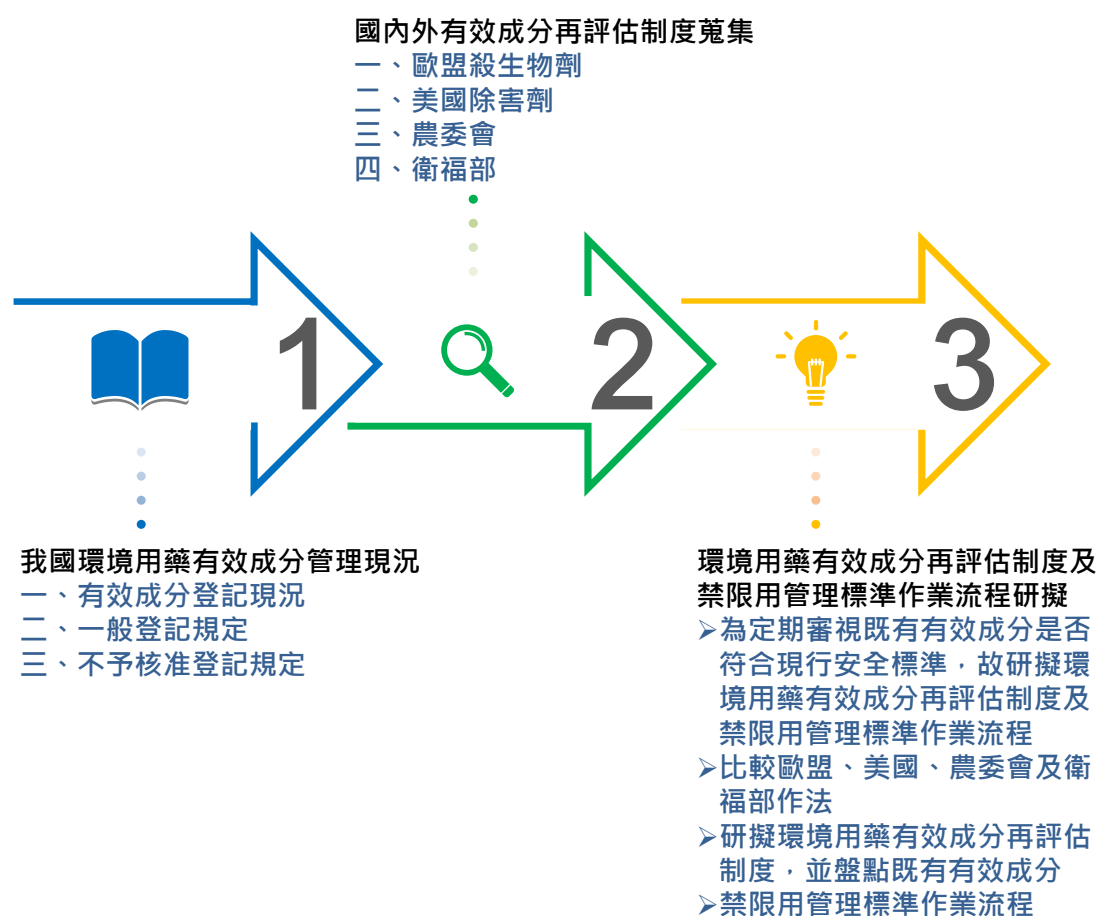 國內外有效成分再評估制度蒐集
一、歐盟殺生物劑
二、美國除害劑
三、農委會
四、衛福部
1
2
3
我國環境用藥有效成分管理現況
一、有效成分登記現況
二、一般登記規定
三、不予核准登記規定
環境用藥有效成分再評估制度及
禁限用管理標準作業流程研擬
➢為定期審視既有有效成分是否
符合現行安全標準，故研擬環
境用藥有效成分再評估制度及
禁限用管理標準作業流程
➢比較歐盟、美國、農委會及衛
福部作法
➢研擬環境用藥有效成分再評估
制度，並盤點既有有效成分
➢禁限用管理標準作業流程